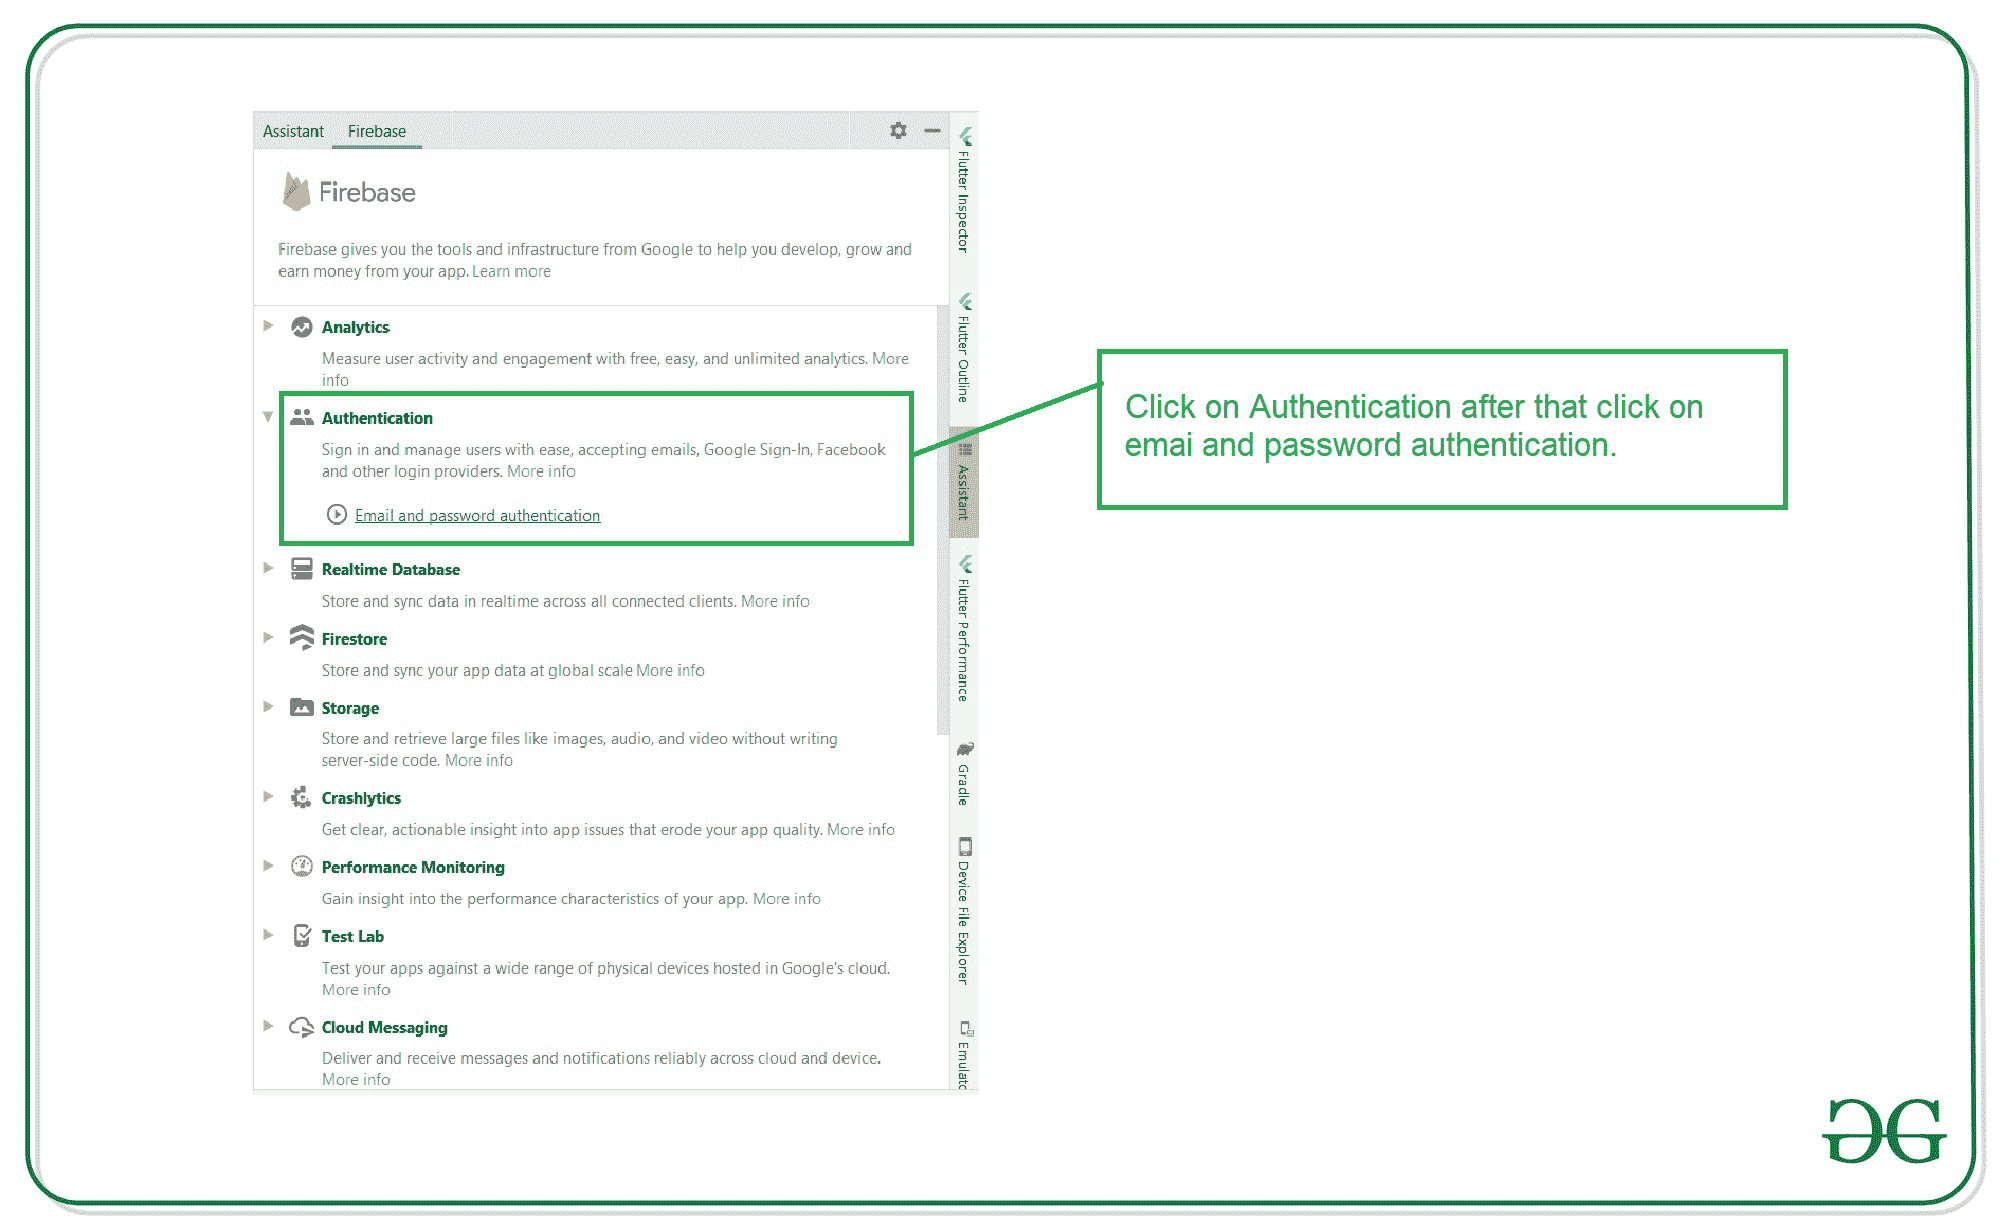 Assistant Firebase
Firebase
Firebase gives you the tools and infrastructure from Google to help you develop, grow and
earn money from your app. Learn more
Analytics
Measure user activity and engagement with free, easy, and unlimited analytics. More
info
Authentication
Sign in and manage users with ease, accepting emails, Google Sign-In, Facebook
and other login providers. More info
Email and password authentication
Realtime Database
Store and sync data in realtime across all connected clients. More info
Firestore
Store and sync your app data at global scale More info
Storage
Store and retrieve large files like images, audio, and video without writing
server-side code. More info
Crashlytics
Get clear, actionable insight into app issues that erode your app quality. More info
Performance Monitoring
Gain insight into the performance characteristics of your app. More info
Test Lab
Test your apps against a wide range of physical devices hosted in Google's cloud.
More info
Cloud Messaging
Deliver and receive messages and notifications reliably across cloud and device.
More info
Flutter Inspector
Flutter Outline
Assistant
Flutter Performance
Gradle
Device File Explorer
Emulato
Click on Authentication after that click on
emai and password authentication.